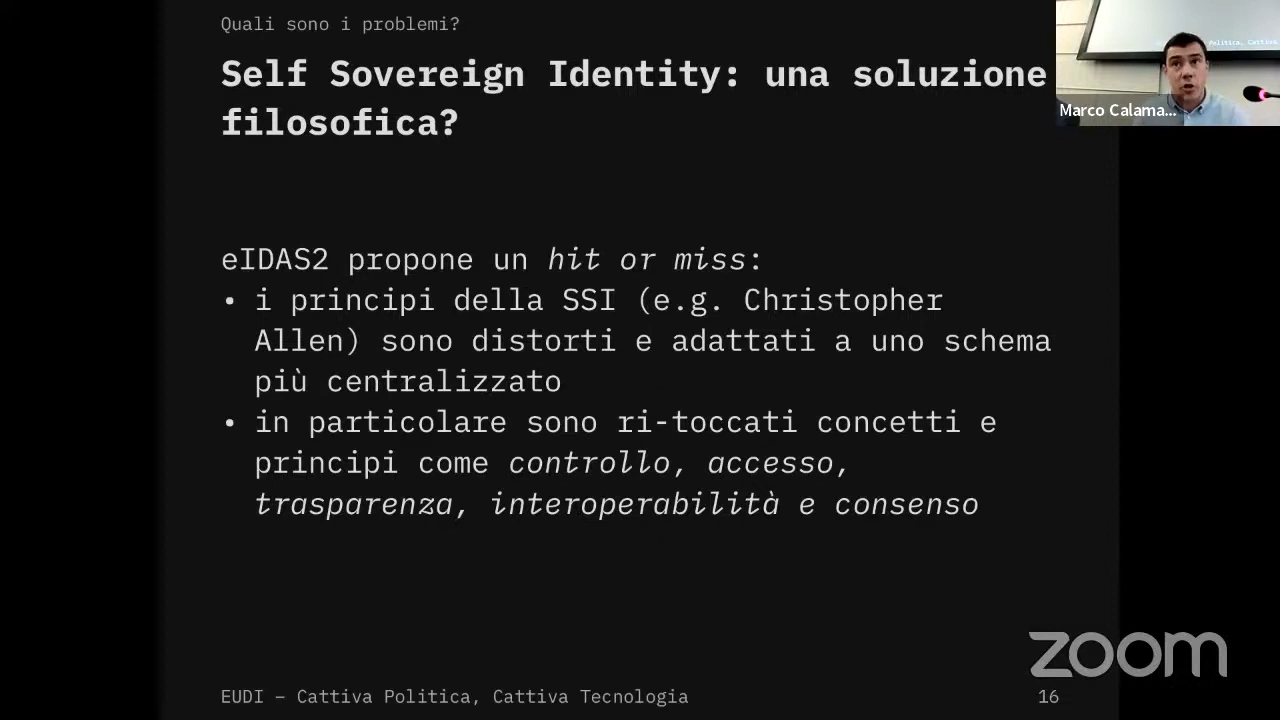 Quali sono i problemi?
Self Sovereign Identity: una soluzione
filosofica?
Politica, Cattiva
Marco Calama...
eIDAS2 propone un hit or miss:
• i principi della SSI (e.g. Christopher
Allen) sono distorti e adattati a uno schema
più centralizzato
• in particolare sono ri-toccati concetti e
principi come controllo, accesso,
trasparenza, interoperabilità e consenso
zoom
EUDI – Cattiva Politica, Cattiva Tecnologia
16